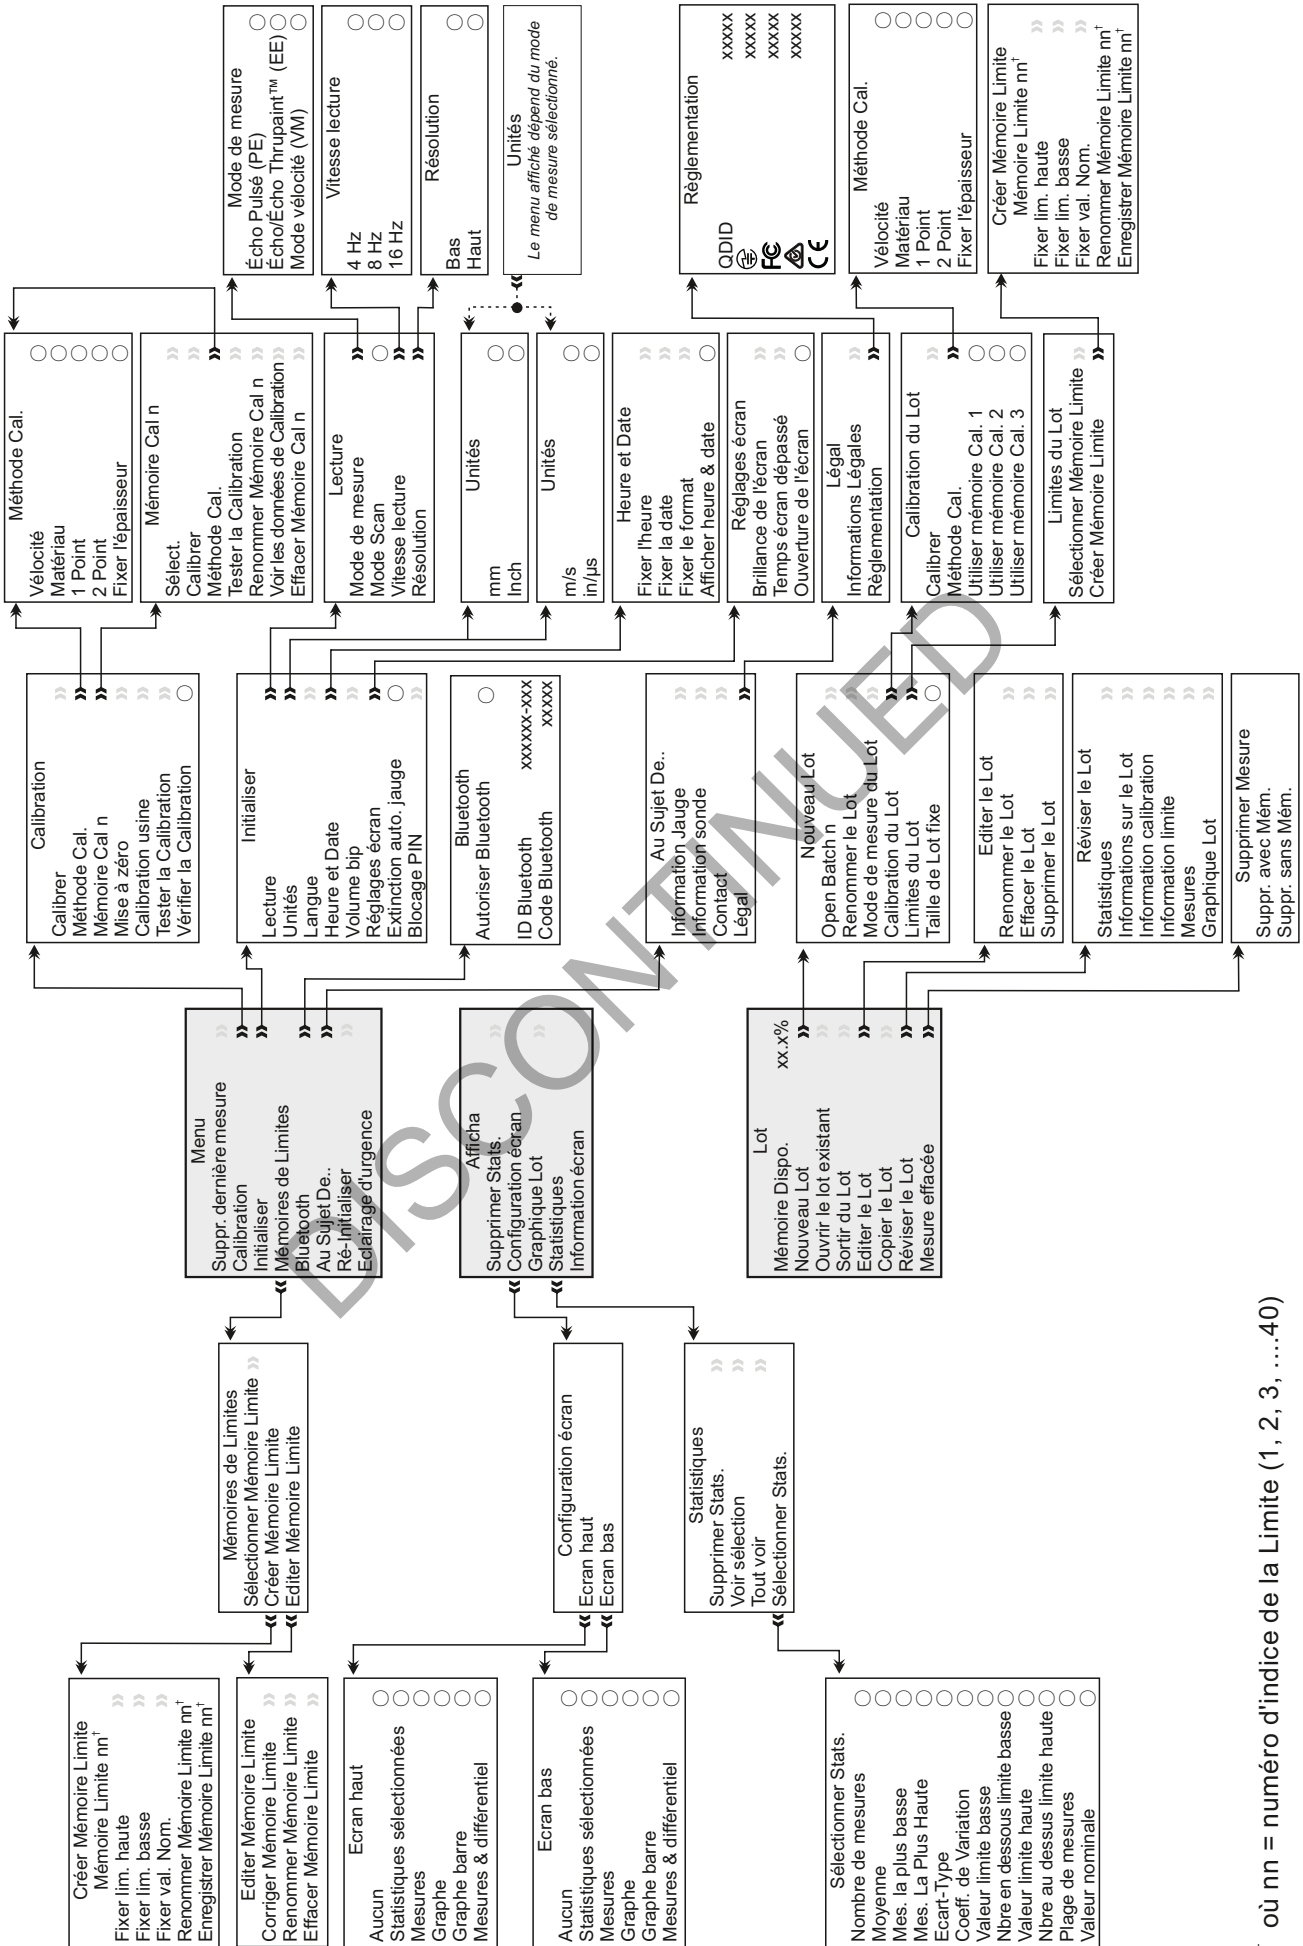 Créer Mémoire Limite
Mémoire Limite nn†
Fixer lim. haute
Fixer lim. basse
Fixer val. Nom.
Renommer Mémoire Limite nn†
Enregistrer Mémoire Limite nn†
Editer Mémoire Limite
Corriger Mémoire Limite
Renommer Mémoire Limite
Effacer Mémoire Limite
Ecran haut
Aucun
Statistiques sélectionnées
Mesures
Graphe
Graphe barre
Mesures & différentiel
Ecran bas
Aucun
Statistiques sélectionnées
Mesures
Graphe
Graphe barre
Mesures & différentiel
Sélectionner Stats.
Nombre de mesures
Moyenne
Mes. la plus basse
Mes. La Plus Haute
Ecart-Type
Coeff. de Variation
Valeur limite basse
Nbre en dessous limite basse
Valeur limite haute
Nbre au dessus limite haute
Plage de mesures
Valeur nominale
Mémoires de Limites
Sélectionner Mémoire Limite
Créer Mémoire Limite
Editer Mémoire Limite
Configuration écran
Ecran haut
Ecran bas
Statistiques
Supprimer Stats.
Voir sélection
Tout voir
Sélectionner Stats.
Menu
Suppr. dernière mesure
Calibration
Initialiser
Mémoires de Limites
Bluetooth
Au Sujet De..
Ré-Initialiser
Eclairage d'urgence
Afficha
Supprimer Stats.
Configuration écran
Graphique Lot
Statistiques
Information écran
Lot
Mémoire Dispo. xx.x%
Nouveau Lot
Ouvrir le lot existant
Sortir du Lot
Editer le Lot
Copier le Lot
Réviser le Lot
Mesure effacée
Calibration
Calibrer
Méthode Cal.
Mémoire Cal n
Mise à zéro
Calibration usine
Tester la Calibration
Vérifier la Calibration
Initialiser
Lecture
Unités
Langue
Heure et Date
Volume bip
Réglages écran
Extinction auto. jauge
Blocage PIN
Bluetooth
Autoriser Bluetooth
ID Bluetooth xxxxxx-xxx
Code Bluetooth xxxxx
Au Sujet De..
Information Jauge
Information sonde
Contact
Légal
Nouveau Lot
Open Batch n
Renommer le Lot
Mode de mesure du Lot
Calibration du Lot
Limites du Lot
Taille de Lot fixe
Editer le Lot
Renommer le Lot
Effacer le Lot
Supprimer le Lot
Réviser le Lot
Statistiques
Informations sur le Lot
Information calibration
Information limite
Mesures
Graphique Lot
Supprimer Mesure
Suppr. avec Mém.
Suppr. sans Mém.
Méthode Cal.
Vélocité
Matériau
1 Point
2 Point
Fixer l'épaisseur
Mémoire Cal n
Sélect.
Calibrer
Méthode Cal.
Tester la Calibration
Renommer Mémoire Cal n
Voir les données de Calibration
Effacer Mémoire Cal n
Lecture
Mode de mesure
Mode Scan
Vitesse lecture
Résolution
Unités
mm
Inch
Unités
m/s
in/µs
Heure et Date
Fixer l'heure
Fixer la date
Fixer le format
Afficher heure & date
Réglages écran
Brillance de l'écran
Temps écran dépassé
Ouverture de l'écran
Légal
Informations Légales
Règlementation
Calibration du Lot
Calibrer
Méthode Cal.
Utiliser mémoire Cal. 1
Utiliser mémoire Cal. 2
Utiliser mémoire Cal. 3
Limites du Lot
Sélectionner Mémoire Limite
Créer Mémoire Limite
Mode de mesure
Écho Pulsé (PE)
Écho/Écho Thrupaint™ (EE)
Mode vélocité (VM)
Vitesse lecture
4 Hz
8 Hz
16 Hz
Résolution
Bas
Haut
Unités
Le menu affiché dépend du mode
de mesure sélectionné.
Règlementation
QDID xxxxx
xxxxx
FC xxxxx
xxxxx
CE
Méthode Cal.
Vélocité
Matériau
1 Point
2 Point
Fixer l'épaisseur
Créer Mémoire Limite
Mémoire Limite nn†
Fixer lim. haute
Fixer lim. basse
Fixer val. Nom.
Renommer Mémoire Limite nn†
Enregistrer Mémoire Limite nn†
où nn = numéro d'indice de la Limite (1, 2, 3, ....40)
DISCONTINUED